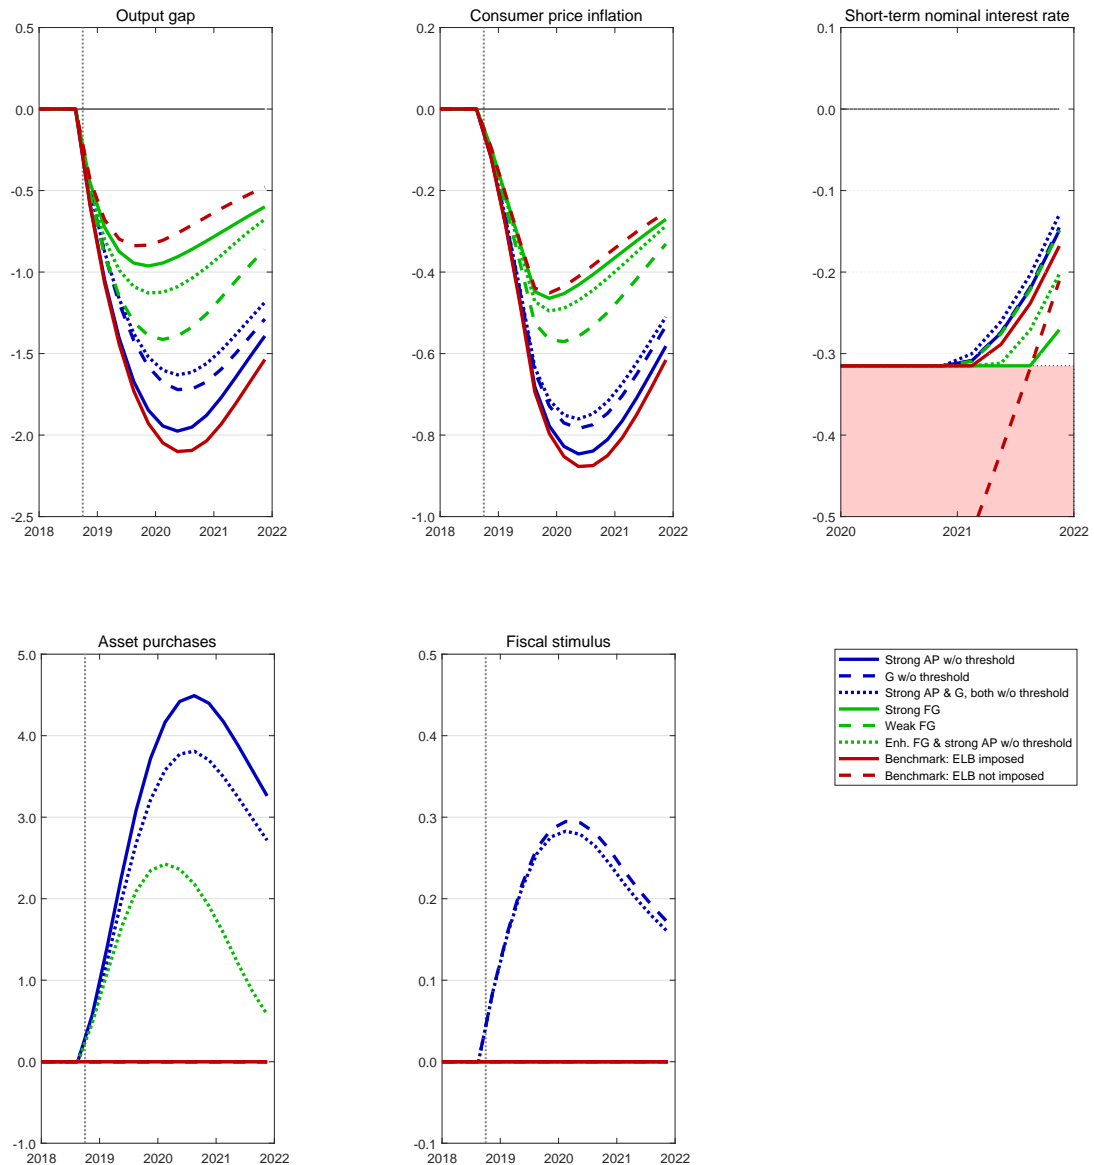 Output gap
0.5
0.0
-0.5
-1.0
-1.5
-2.0
-2.5
2018 2019 2020 2021 2022
Consumer price inflation
0.2
0.0
-0.2
-0.4
-0.6
-0.8
-1.0
2018 2019 2020 2021 2022
Short-term nominal interest rate
0.1
0.0
-0.1
-0.2
-0.3
-0.4
-0.5
2020 2021 2022
Asset purchases
5.0
4.0
3.0
2.0
1.0
0.0
-1.0
2018 2019 2020 2021 2022
Fiscal stimulus
0.5
0.4
0.3
0.2
0.1
0.0
-0.1
2018 2019 2020 2021 2022
Strong AP w/o threshold
G w/o threshold
Strong AP & G, both w/o threshold
Strong FG
Weak FG
Enh. FG & strong AP w/o threshold
Benchmark: ELB imposed
Benchmark: ELB not imposed